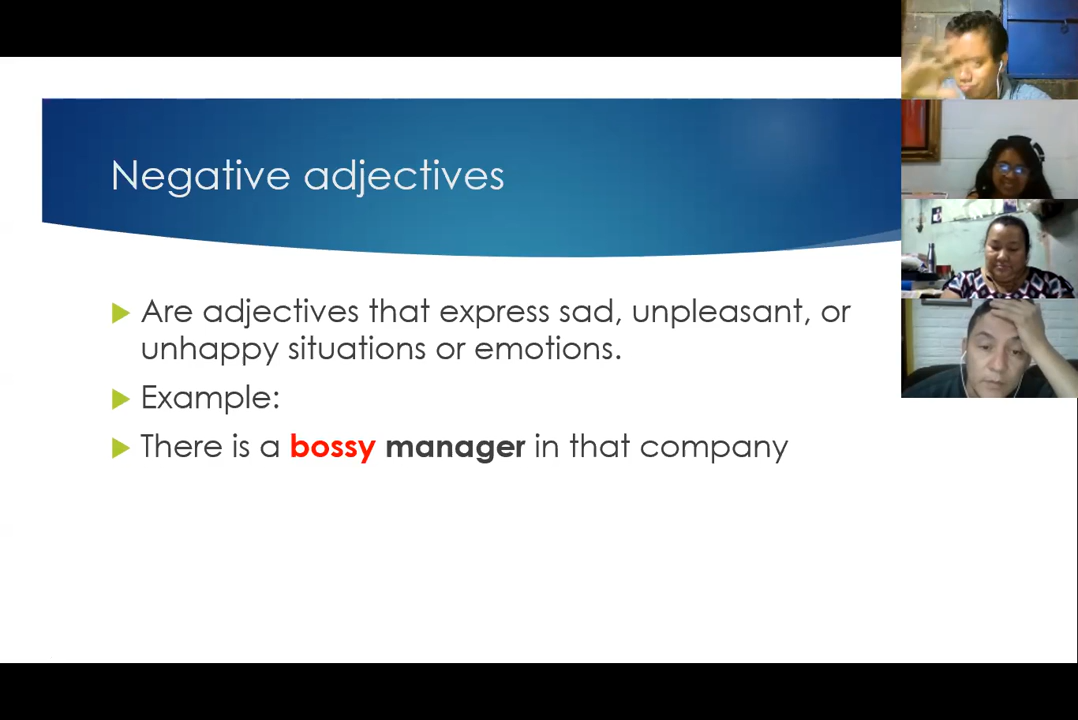 Negative adjectives
Are adjectives that express sad, unpleasant, or
unhappy situations or emotions.
Example:
There is a bossy manager in that company